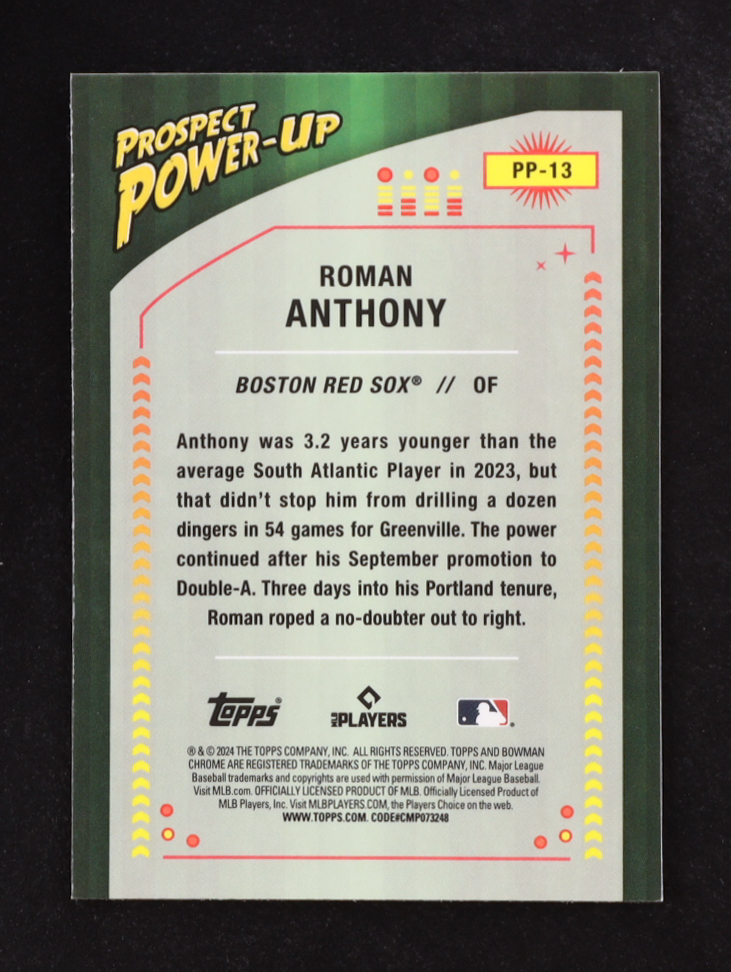 PROSPECT
POWER-UP
PP-13
ROMAN
ANTHONY
BOSTON RED SOX® // OF
Anthony was 3.2 years younger than the
average South Atlantic Player in 2023, but
that didn't stop him from drilling a dozen
dingers in 54 games for Greenville. The power
continued after his September promotion to
Double-A. Three days into his Portland tenure,
Roman roped a no-doubter out to right.
Topps®
MLB PLAYERS
® & © 2024 THE TOPPS COMPANY, INC. ALL RIGHTS RESERVED. TOPPS AND BOWMAN
CHROME ARE REGISTERED TRADEMARKS OF THE TOPPS COMPANY, INC. Major League
Baseball trademarks and copyrights are used with permission of Major League Baseball.
Visit MLB.com. OFFICIALLY LICENSED PRODUCT OF MLB. Officially Licensed Product of
MLB Players, Inc. Visit MLBPLAYERS.COM, the Players Choice on the web.
WWW.TOPPS.COM. CODE#CMP073248